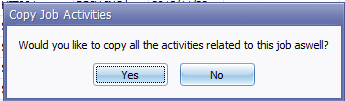 Copy Job Activities
Would you like to copy all the activities related to this job aswell?
Yes No